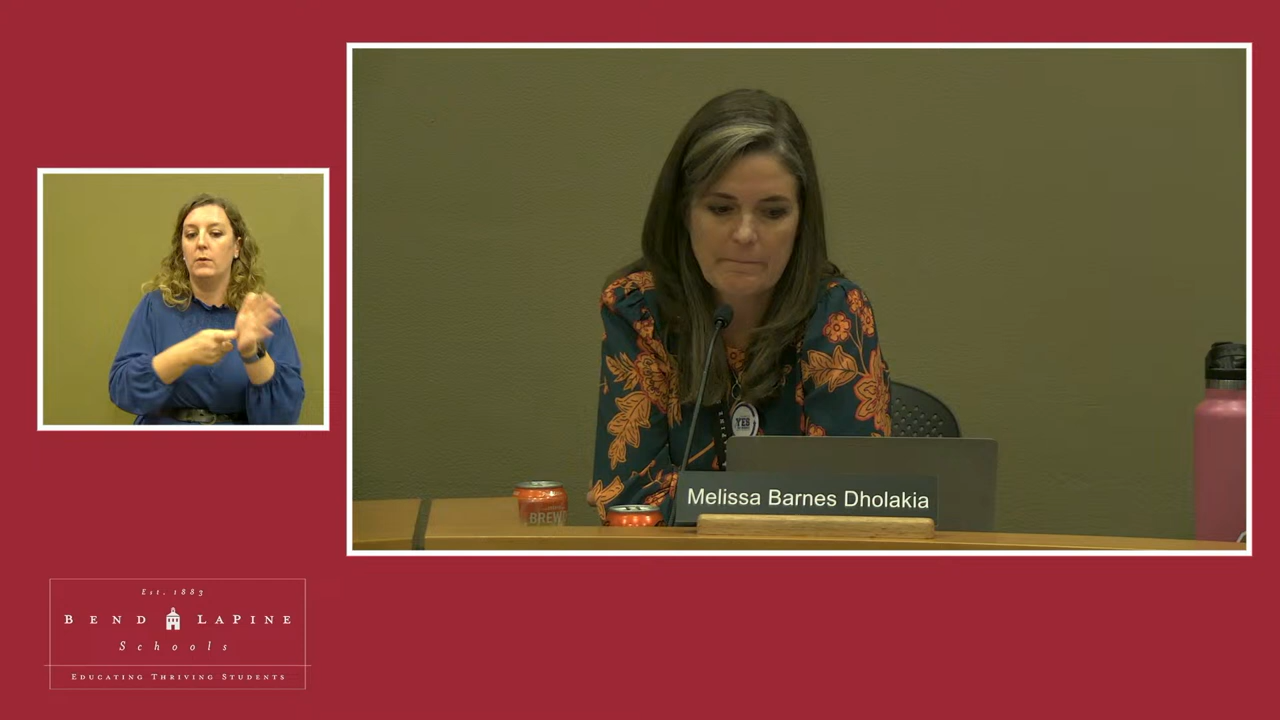 YES
BREW
Melissa Barnes Dholakia
Est. 1883
BEND LAPINE
Schools
EDUCATING THRIVING STUDENTS